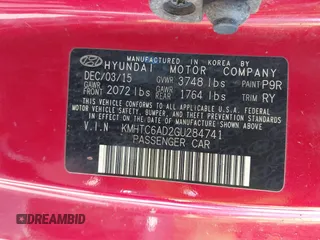 MADE IN KOREA
HYUNDAI MOTOR COMPANY
DEC/03/15 GVWR 3748 lbs PAINT P9R
GAWR FRONT 2072 lbs GAWR REAR 1764 lbs TRIM RY
THIS VEHICLE CONFORMS TO ALL APPLICABLE U.S.A. FEDERAL
MOTOR VEHICLE SAFETY, BUMPER, AND THEFT PREVENTION
STANDARDS IN EFFECT ON THE DATE OF MANUFACTURE SHOWN ABOVE.
V.I.N KMHTC6AD2GU284741
PASSENGER CAR
DREAMBID